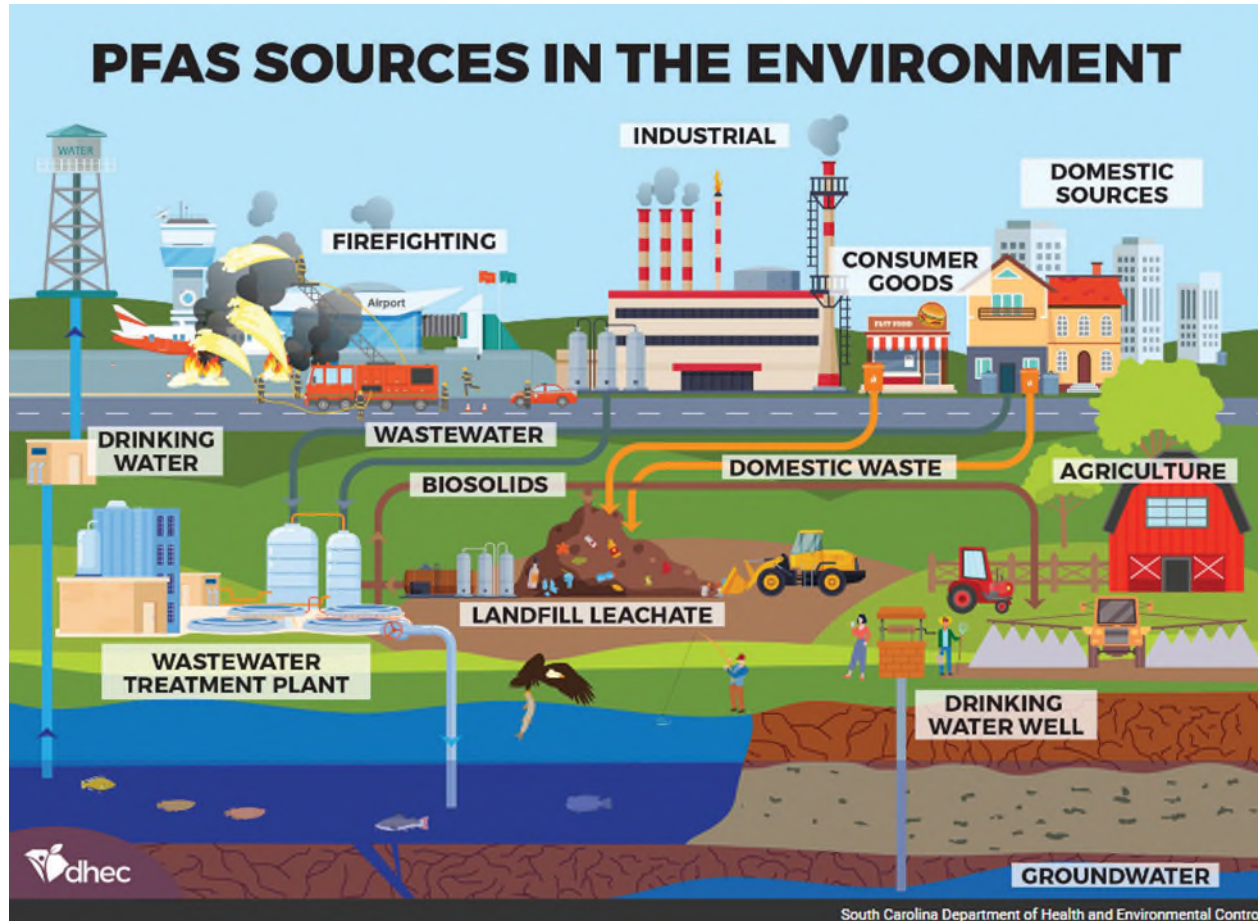 PFAS SOURCES IN THE ENVIRONMENT
WATER
INDUSTRIAL
DOMESTIC
SOURCES
FIREFIGHTING
CONSUMER
GOODS
Airport
FAST FOOD
DRINKING
WATER
WASTEWATER
DOMESTIC WASTE
AGRICULTURE
BIOSOLIDS
LANDFILL LEACHATE
WASTEWATER
TREATMENT PLANT
DRINKING
WATER WELL
dhec
GROUNDWATER
South Carolina Department of Health and Environmental Contro